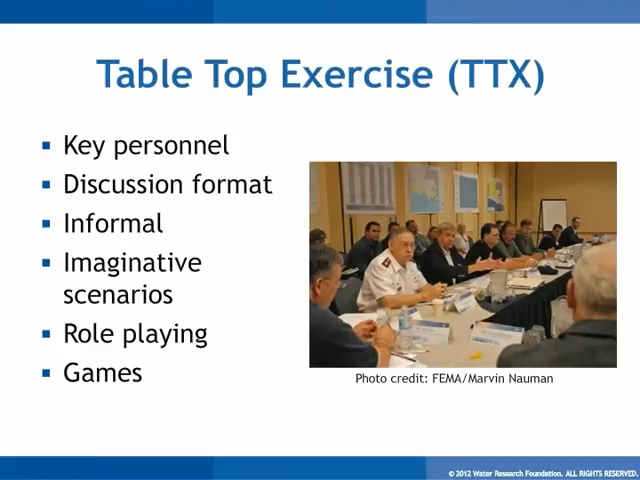 Table Top Exercise (TTX)
Key personnel
Discussion format
Informal
Imaginative
scenarios
Role playing
Games
Photo credit: FEMA/Marvin Nauman
© 2012 Water Research Foundation. ALL RIGHTS RESERVED.